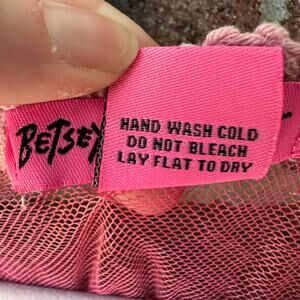 BETSEY
HAND WASH COLD
DO NOT BLEACH
LAY FLAT TO DRY